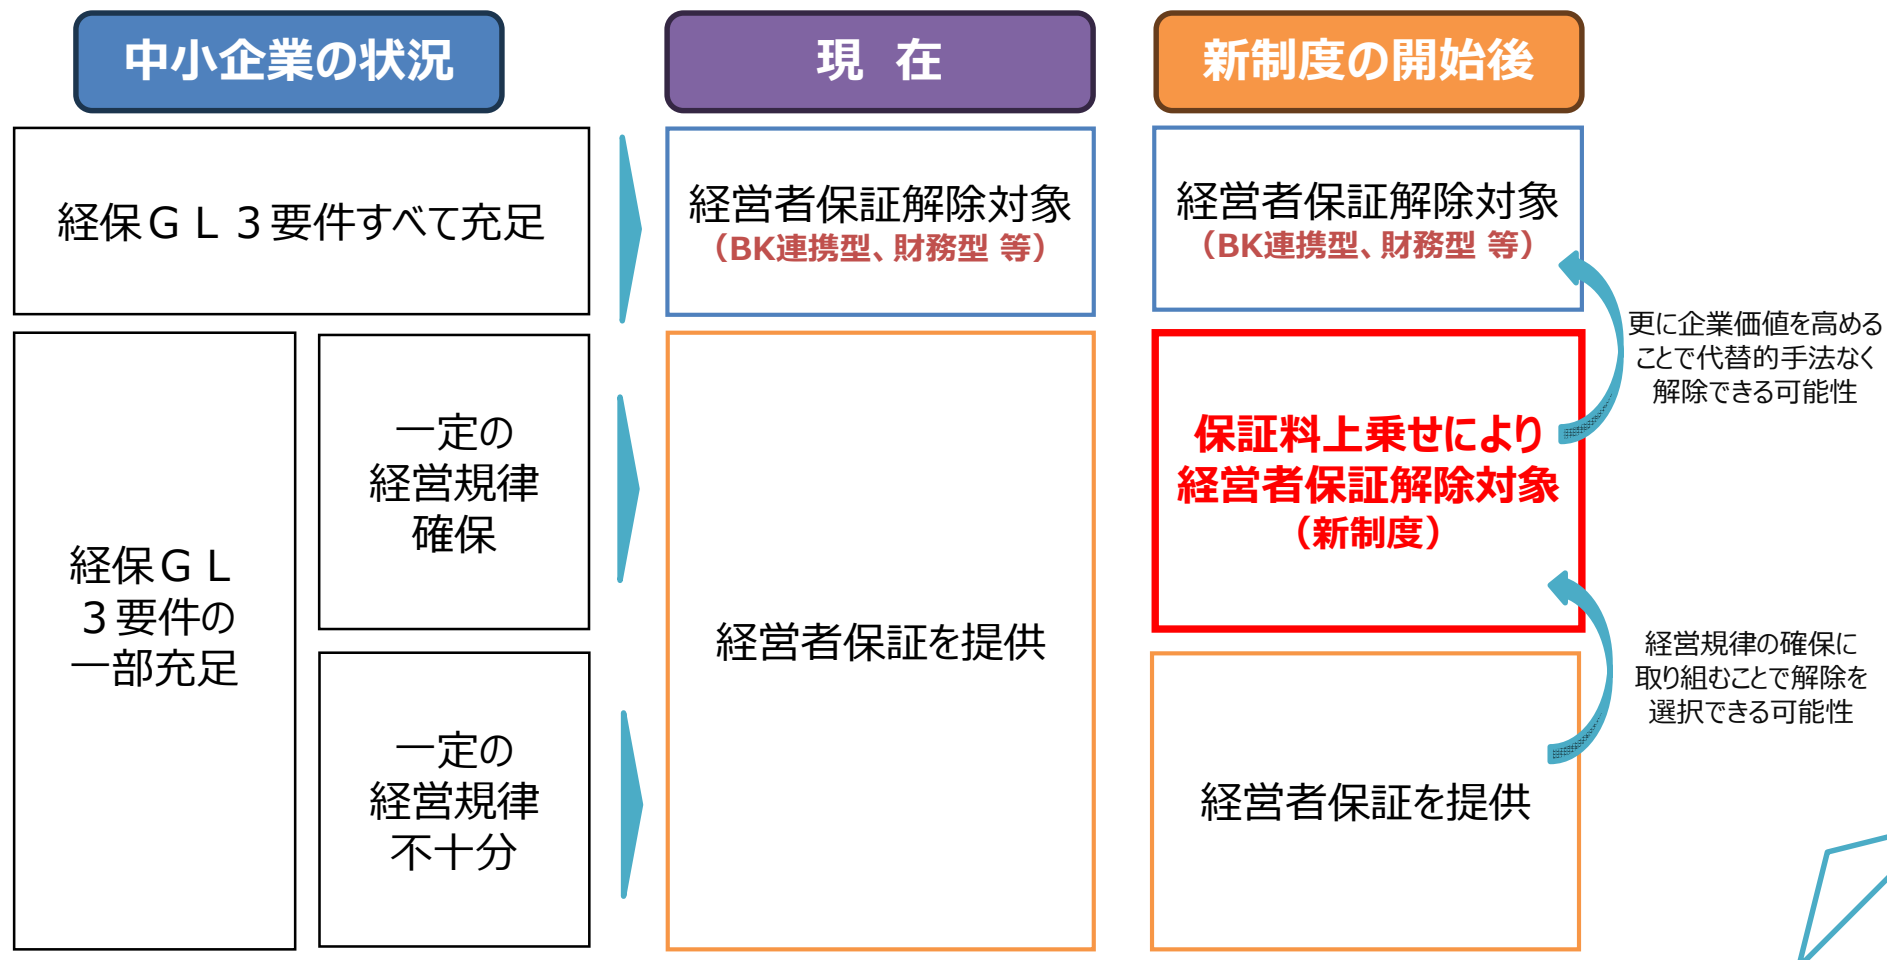 中小企業の状況
現 在
新制度の開始後
経保ＧＬ３要件すべて充足
経営者保証解除対象
（BK連携型、財務型 等）
経営者保証解除対象
（BK連携型、財務型 等）
更に企業価値を高める
ことで代替的手法なく
解除できる可能性
経保ＧＬ
３要件の
一部充足
一定の
経営規律
確保
一定の
経営規律
不十分
経営者保証を提供
保証料上乗せにより
経営者保証解除対象
（新制度）
経営規律の確保に
取り組むことで解除を
選択できる可能性
経営者保証を提供